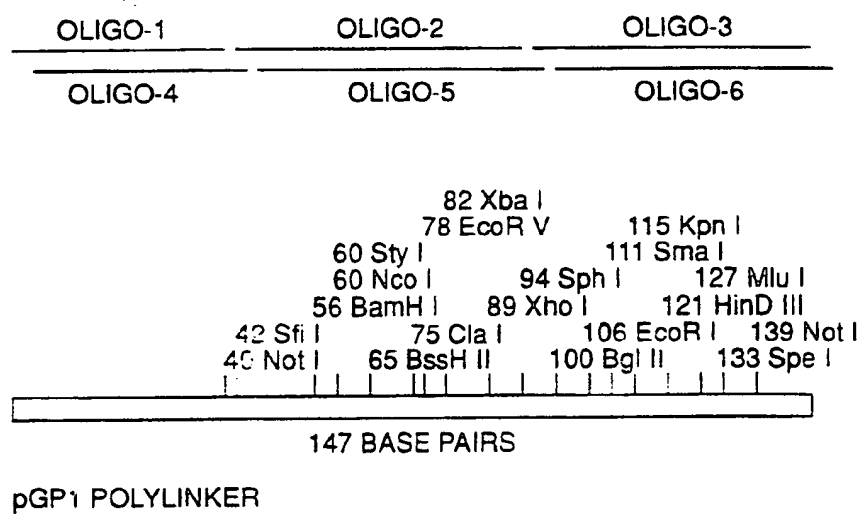 OLIGO-1 OLIGO-2 OLIGO-3
OLIGO-4 OLIGO-5 OLIGO-6
82 Xba I
78 EcoR V 115 Kpn I
60 Sty I 111 Sma I
60 Nco I 94 Sph I 127 Mlu I
56 BamH I 89 Xho I 121 HinD III
42 Sfi I 75 Cla I 106 EcoR I 139 Not I
40 Not I 65 BssH II 100 Bgl II 133 Spe I
147 BASE PAIRS
pGP1 POLYLINKER